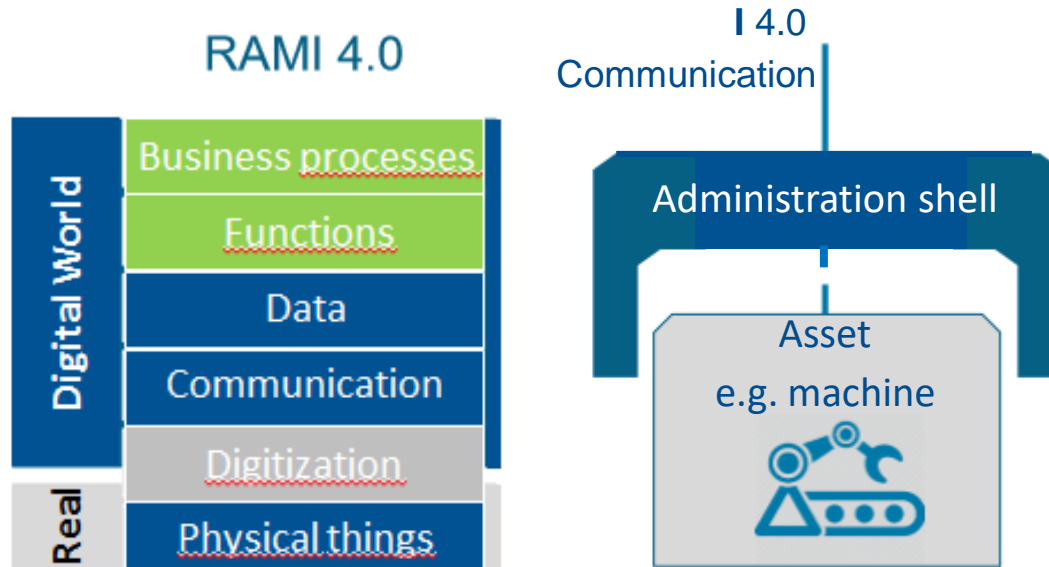 RAMI 4.0
Digital World
Real
Business processes
Functions
Data
Communication
Digitization
Physical things
I 4.0
Communication
Administration shell
Asset
e.g. machine